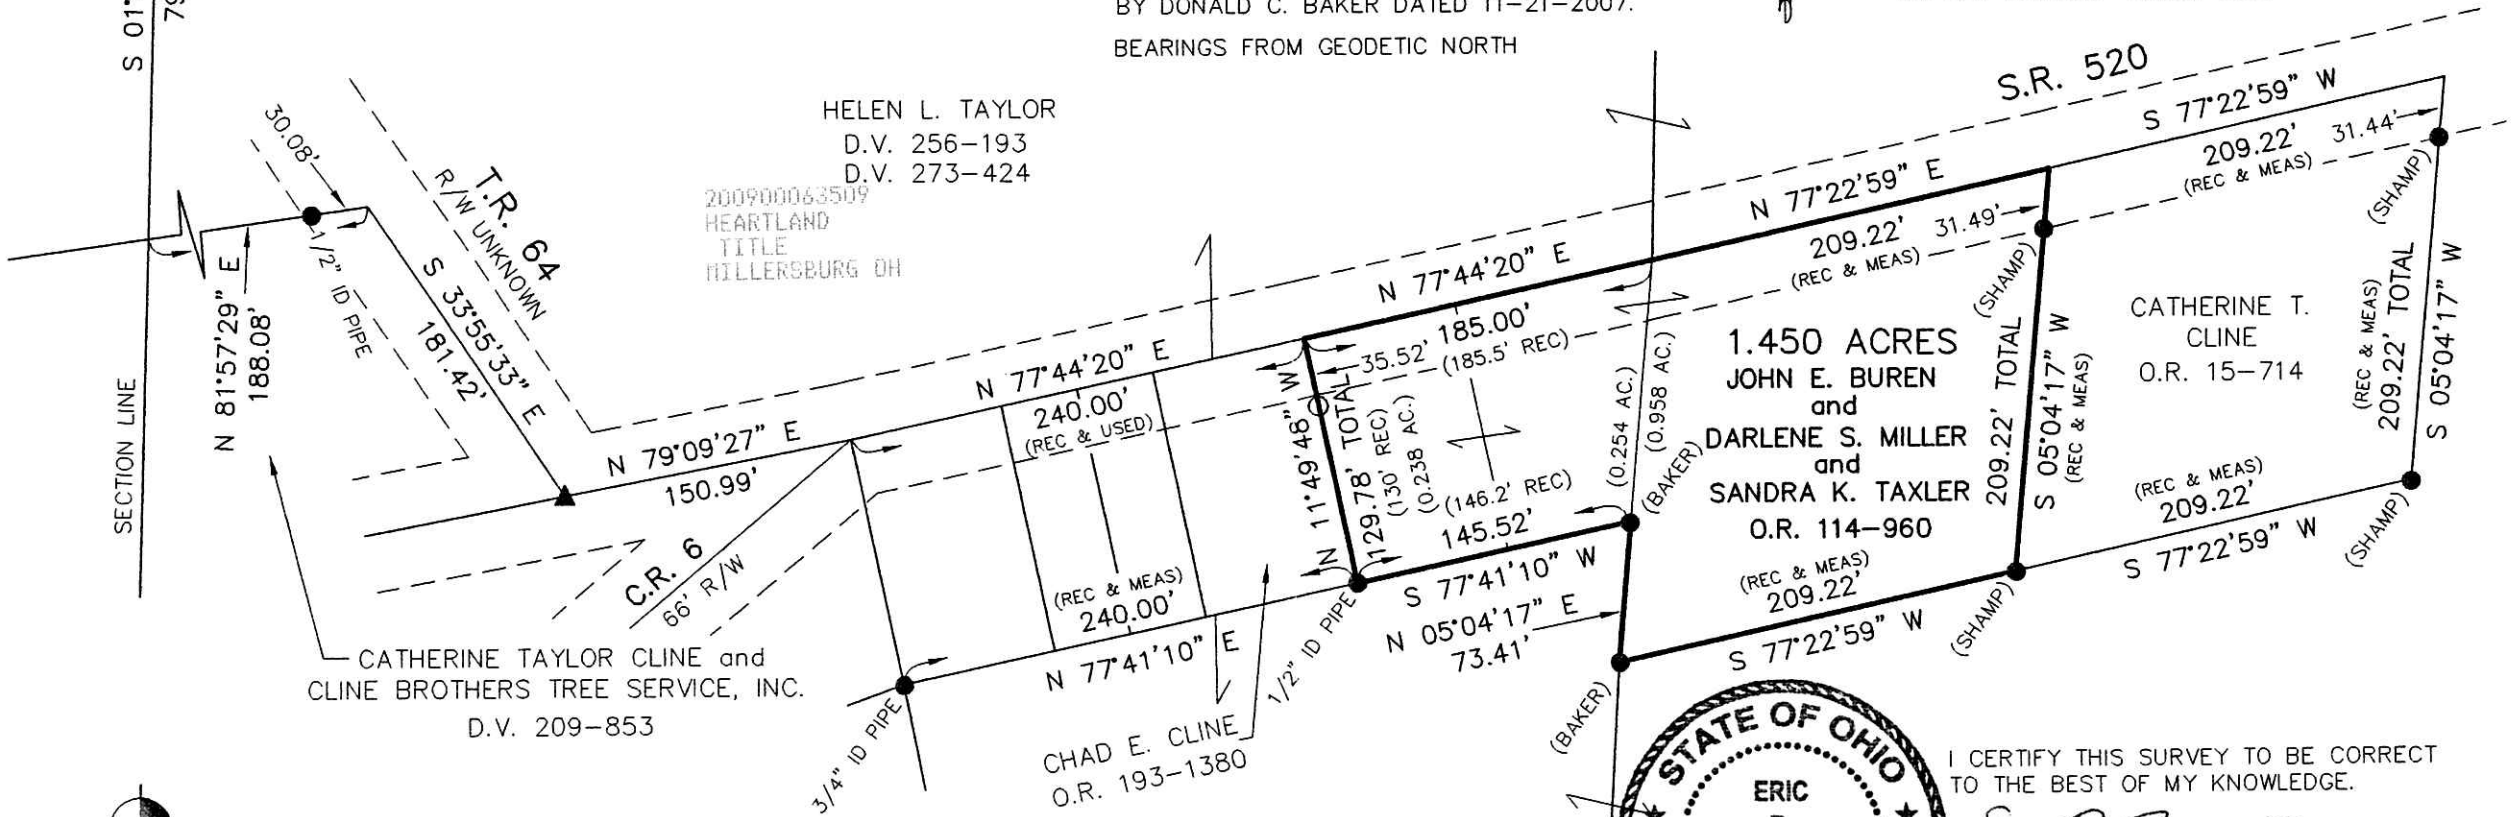 S 01°
79
BY DONALD C. BAKER DATED 11-21-2007.
BEARINGS FROM GEODETIC NORTH
HELEN L. TAYLOR
D.V. 256-193
D.V. 273-424
200900063509
HEARTLAND
TITLE
MILLERSBURG OH
S.R. 520
S 77°22'59" W
209.22'
(REC & MEAS)
31.44'
(SHAMP)
30.08'
T.R. 64
R/W UNKNOWN
1/2" ID PIPE
N 81°57'29" E
188.08'
S 33°55'33" E
181.42'
SECTION LINE
N 79°09'27" E
150.99'
N 77°44'20" E
240.00'
(REC & USED)
N 77°44'20" E
185.00'
(185.5' REC)
35.52'
N 77°22'59" E
209.22'
(REC & MEAS)
31.49'
(SHAMP)
N 11°49'48" W
129.78' TOTAL
(130' REC)
(0.238 AC.)
(0.254 AC.)
(0.958 AC.)
(BAKER)
1.450 ACRES
JOHN E. BUREN
and
DARLENE S. MILLER
and
SANDRA K. TAXLER
O.R. 114-960
209.22' TOTAL
S 05°04'17" W
(REC & MEAS)
CATHERINE T.
CLINE
O.R. 15-714
(REC & MEAS)
209.22' TOTAL
S 05°04'17" W
(146.2' REC)
145.52'
S 77°41'10" W
N 05°04'17" E
73.41'
(REC & MEAS)
209.22'
S 77°22'59" W
(SHAMP)
(REC & MEAS)
209.22'
S 77°22'59" W
(SHAMP)
C.R. 6
66' R/W
(REC & MEAS)
240.00'
N 77°41'10" E
1/2" ID PIPE
3/4" ID PIPE
(BAKER)
CATHERINE TAYLOR CLINE and
CLINE BROTHERS TREE SERVICE, INC.
D.V. 209-853
CHAD E. CLINE
O.R. 193-1380
STATE OF OHIO
ERIC
I CERTIFY THIS SURVEY TO BE CORRECT
TO THE BEST OF MY KNOWLEDGE.